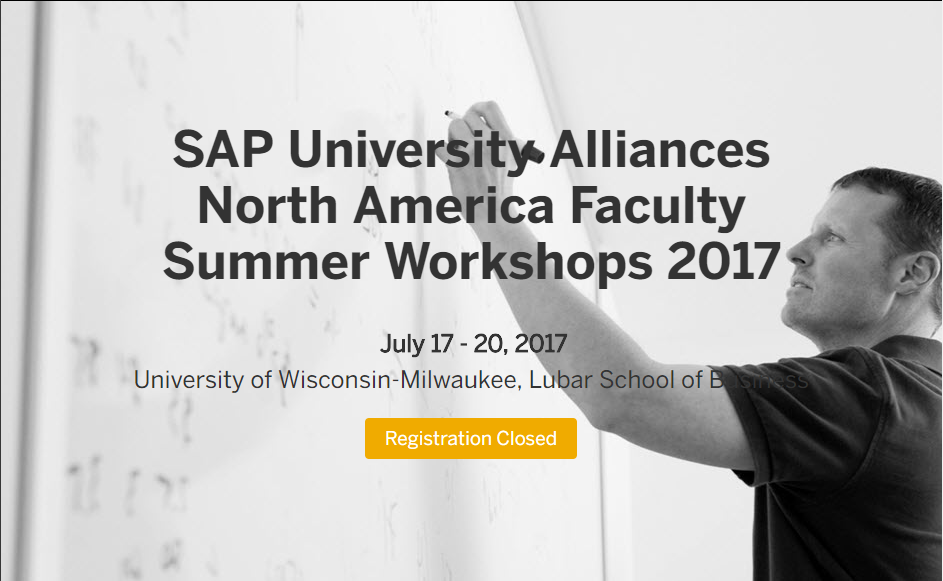 SAP University Alliances
North America Faculty
Summer Workshops 2017
July 17 - 20, 2017
University of Wisconsin-Milwaukee, Lubar School of Business
Registration Closed